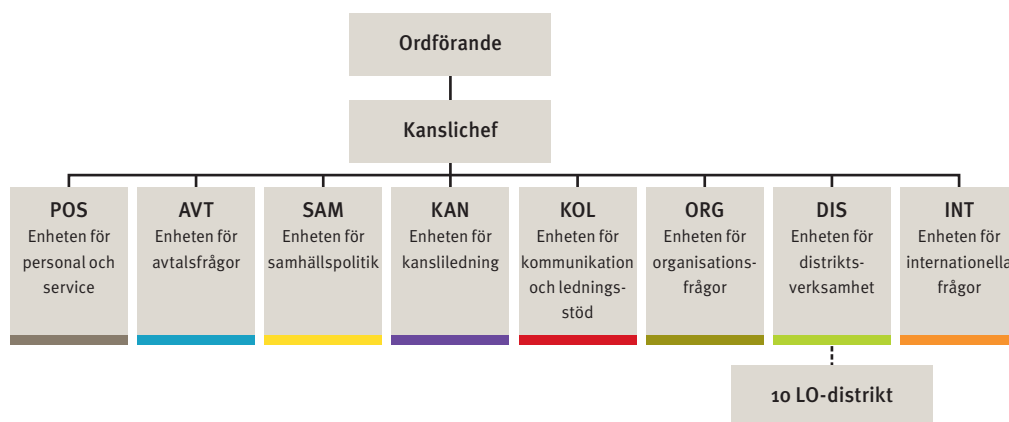 Ordförande
Kanslichef
POS
Enheten för
personal och
service
AVT
Enheten för
avtalsfrågor
SAM
Enheten för
samhällspolitik
KAN
Enheten för
kansliledning
KOL
Enheten för
kommunikation
och lednings-
stöd
ORG
Enheten för
organisations-
frågor
DIS
Enheten för
distrikts-
verksamhet
INT
Enheten för
internationella
frågor
10 LO-distrikt